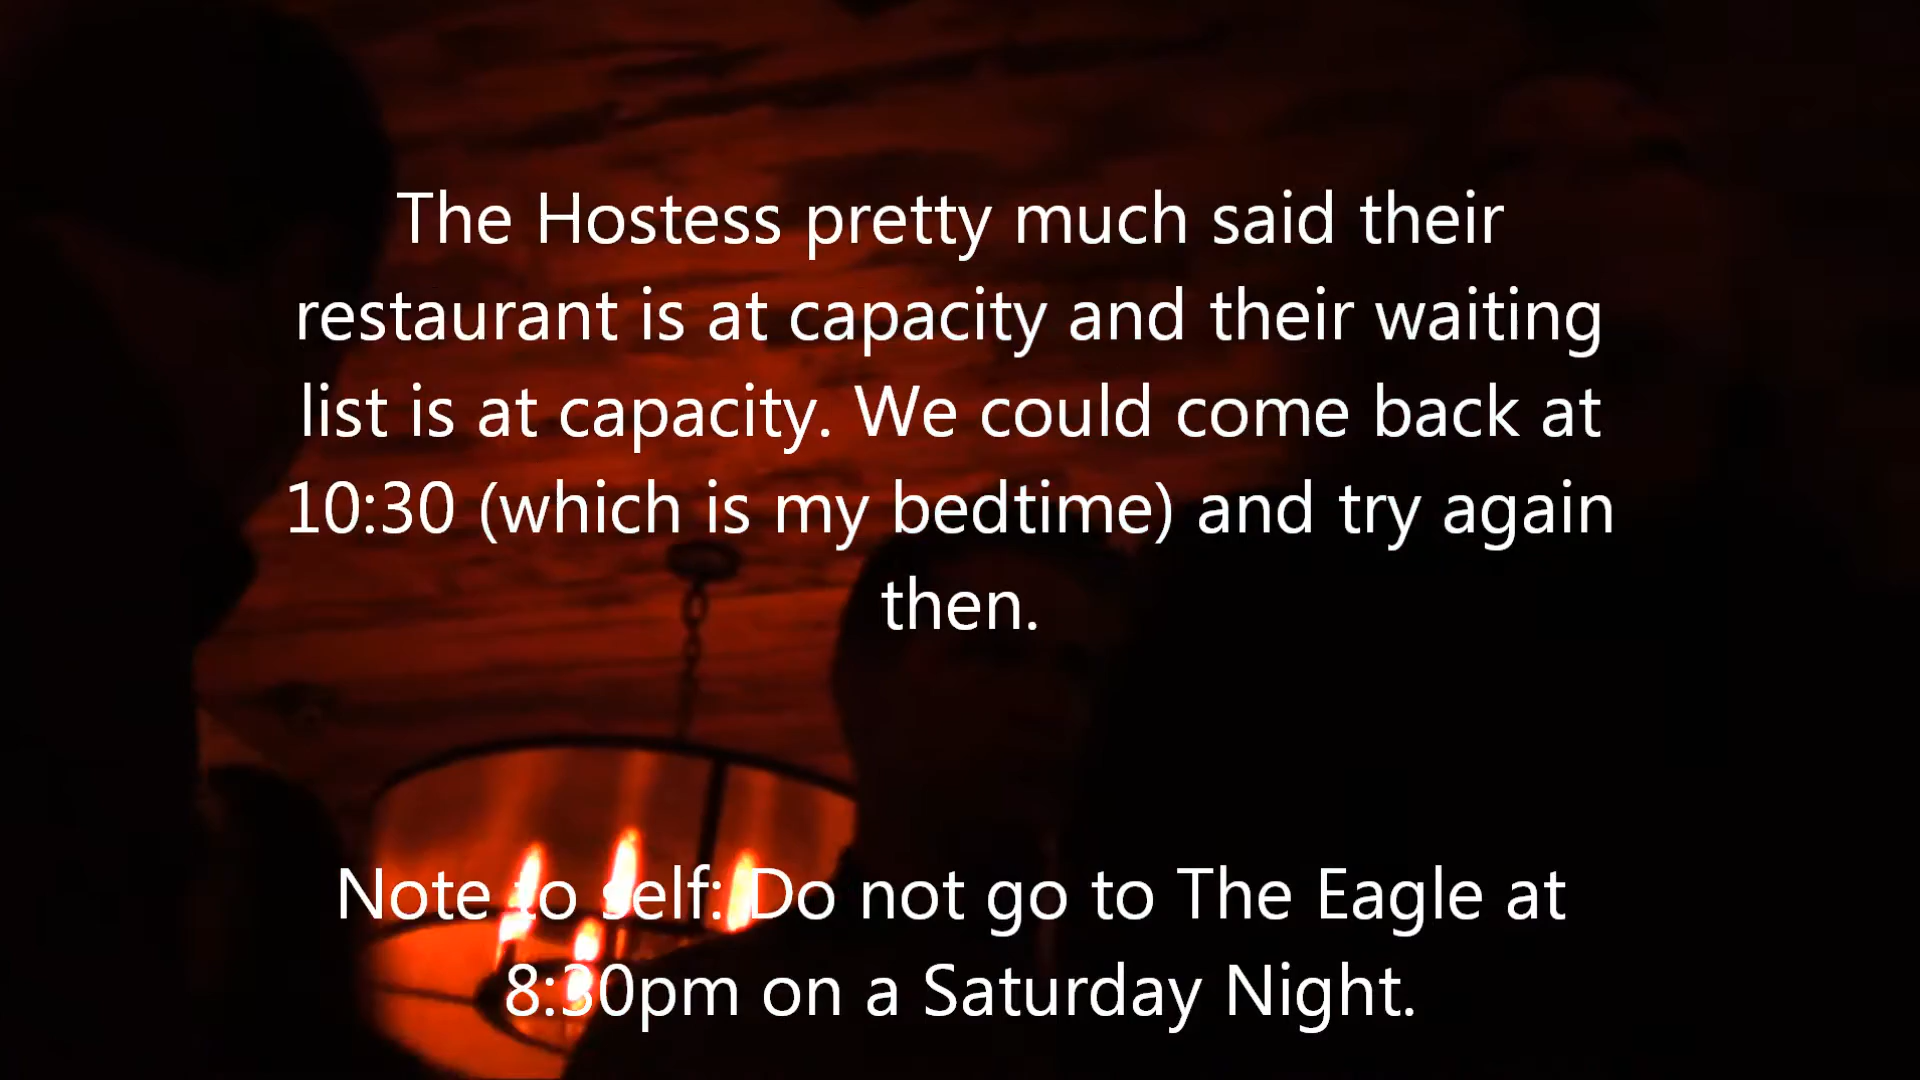 The Hostess pretty much said their
restaurant is at capacity and their waiting
list is at capacity. We could come back at
10:30 (which is my bedtime) and try again
then.
Note to self: Do not go to The Eagle at
8:30pm on a Saturday Night.